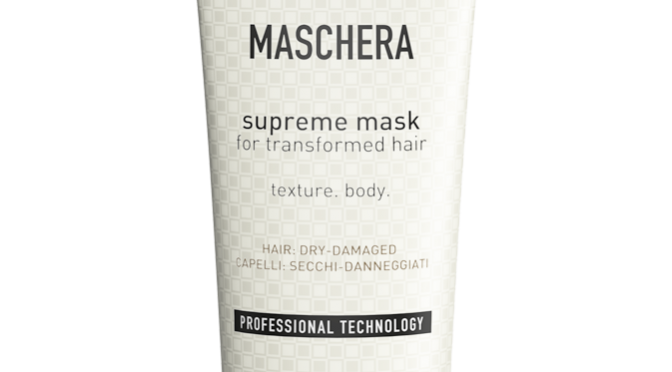 MASCHERA
supreme mask
for transformed hair
texture. body.
HAIR: DRY-DAMAGED
CAPELLI: SECCHI-DANNEGGIATI
PROFESSIONAL TECHNOLOGY